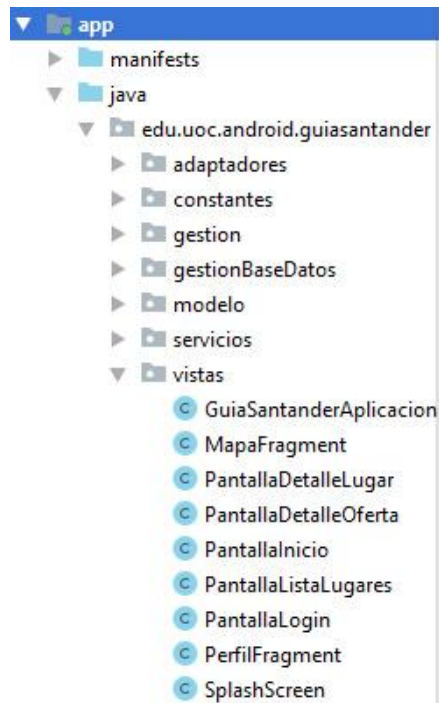 app
manifests
java
edu.uoc.android.guiasantander
adaptadores
constantes
gestion
gestionBaseDatos
modelo
servicios
vistas
C GuiaSantanderAplicacion
C MapaFragment
C PantallaDetalleLugar
C PantallaDetalleOferta
C PantallaInicio
C PantallaListaLugares
C PantallaLogin
C PerfilFragment
C SplashScreen